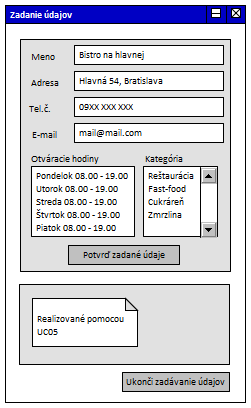 Zadanie údajov
Meno Bistro na hlavnej
Adresa Hlavná 54, Bratislava
Tel.č. 09XX XXX XXX
E-mail mail@mail.com
Otváracie hodiny Kategória
Pondelok 08.00 - 19.00 Reštaurácia
Utorok 08.00 - 19.00 Fast-food
Streda 08.00 - 19.00 Cukráreň
Štvrtok 08.00 - 19.00 Zmrzlina
Piatok 08.00 - 19.00
Potvrď zadané údaje
Realizované pomocou
UC05
Ukonči zadávanie údajov